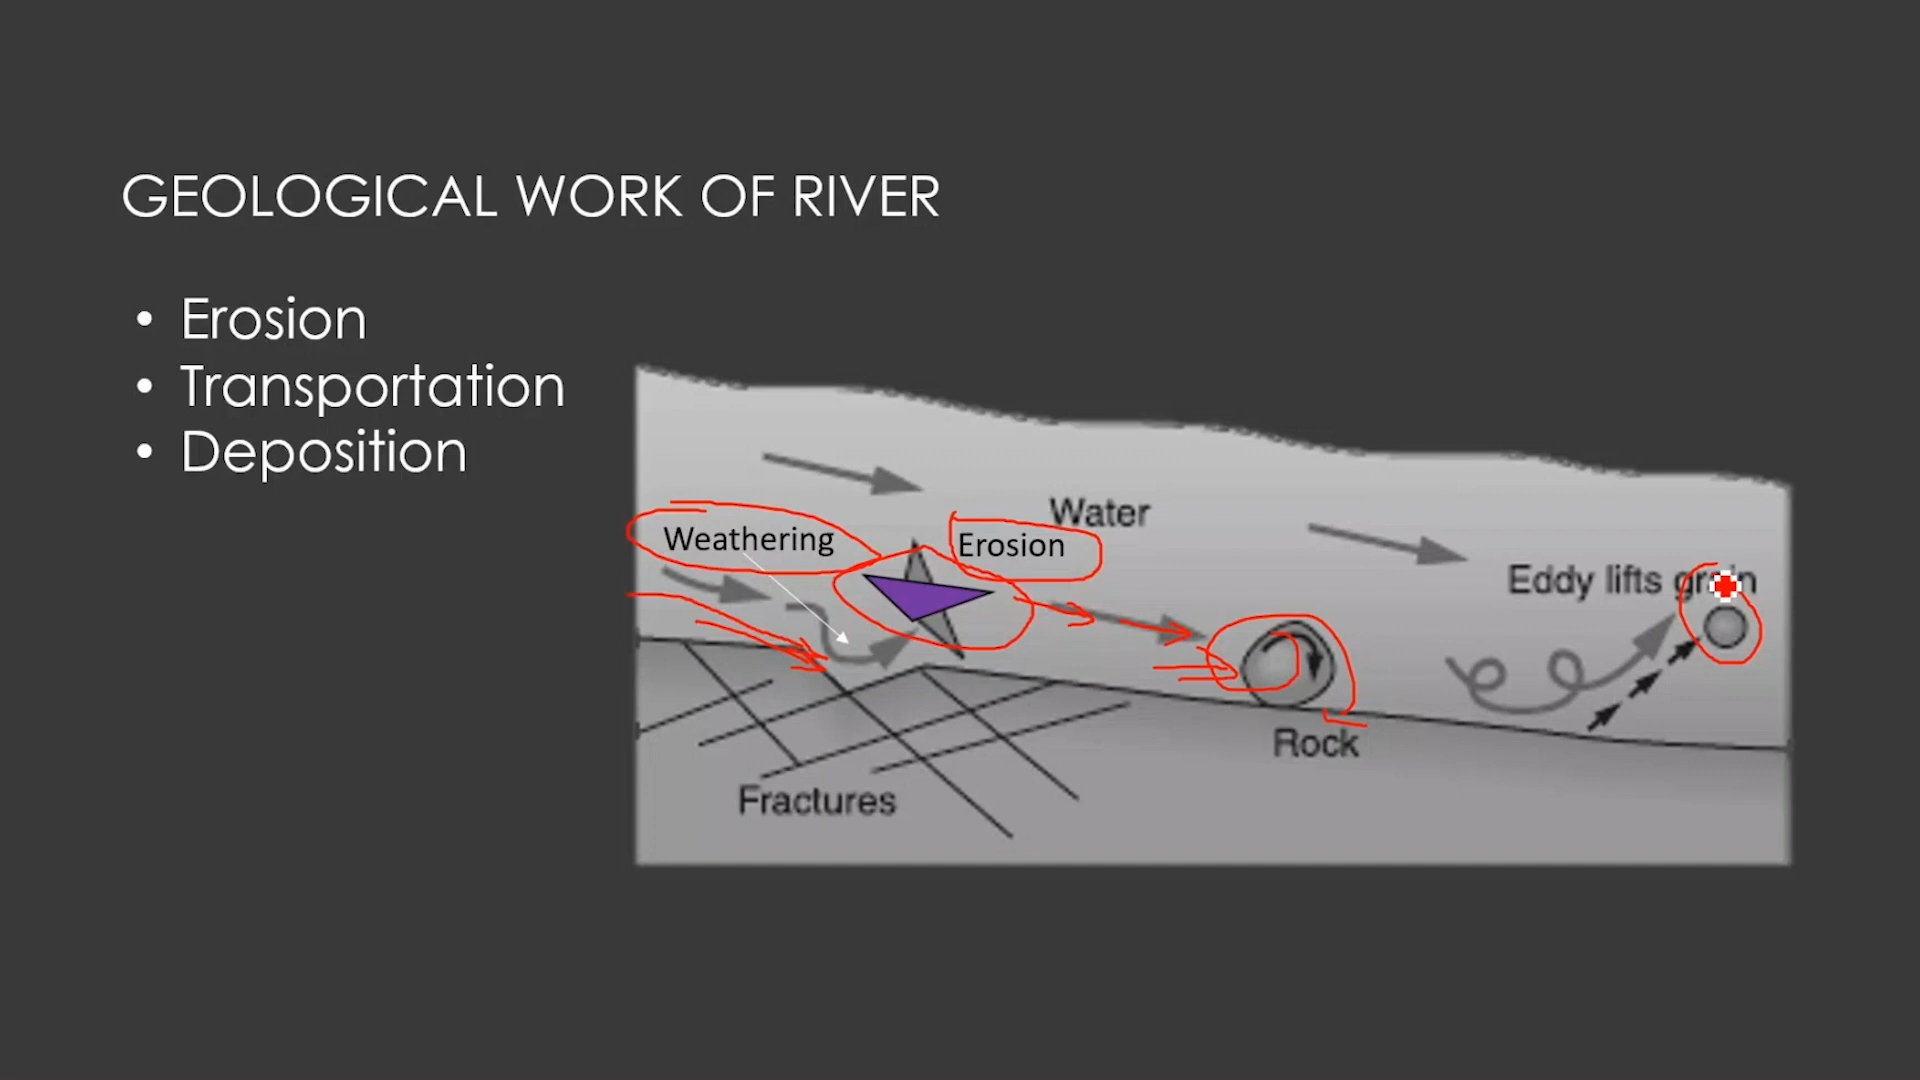 GEOLOGICAL WORK OF RIVER
• Erosion
• Transportation
• Deposition
Water
Weathering
Erosion
Eddy lifts grain
Rock
Fractures